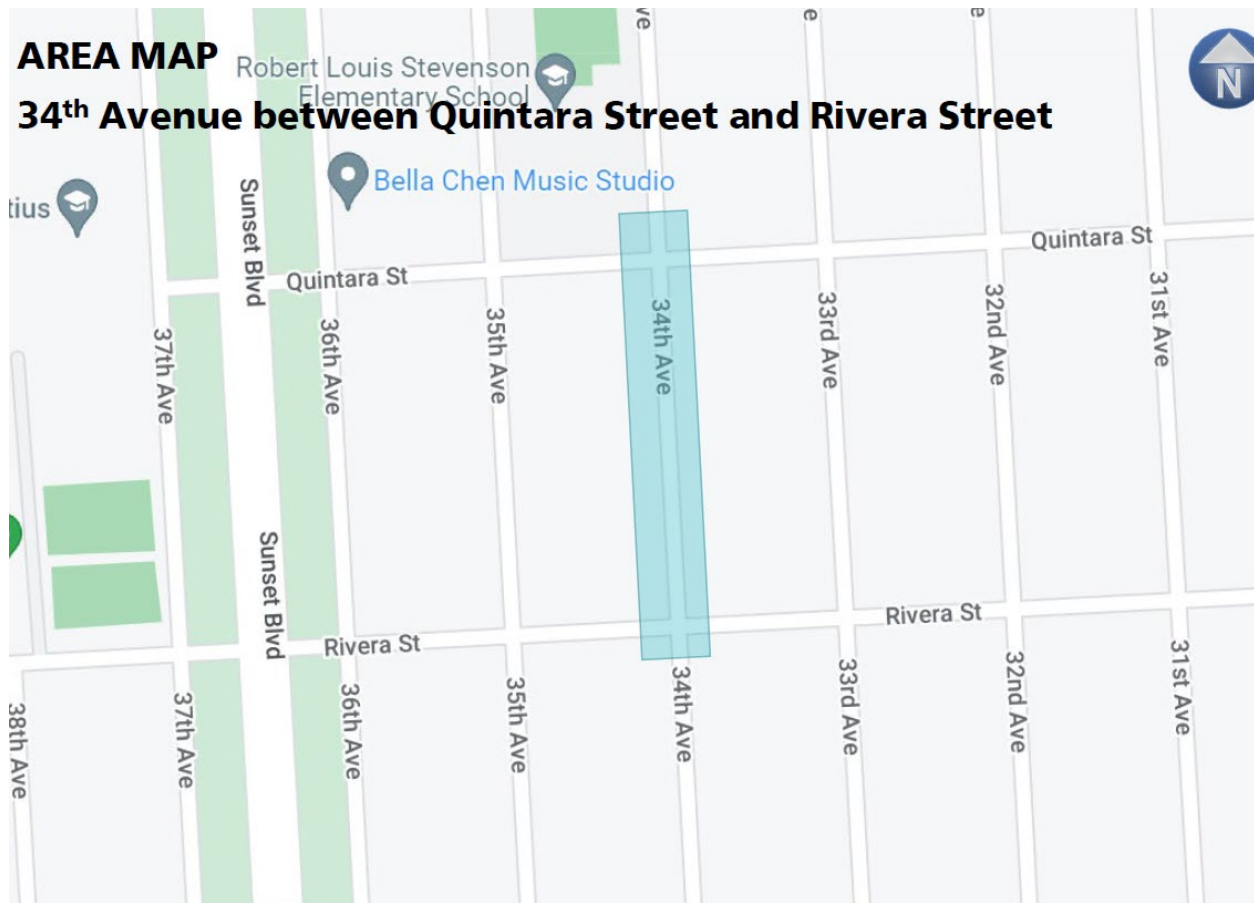 AREA MAP
Robert Louis Stevenson
Elementary School
34th Avenue between Quintara Street and Rivera Street
N
ve
e
e
Bella Chen Music Studio
tius
Sunset Blvd
Quintara St
Quintara St
37th Ave
36th Ave
35th Ave
34th Ave
33rd Ave
32nd Ave
31st Ave
Sunset Blvd
Rivera St
Rivera St
38th Ave
37th Ave
36th Ave
35th Ave
34th Ave
33rd Ave
32nd Ave
31st Ave